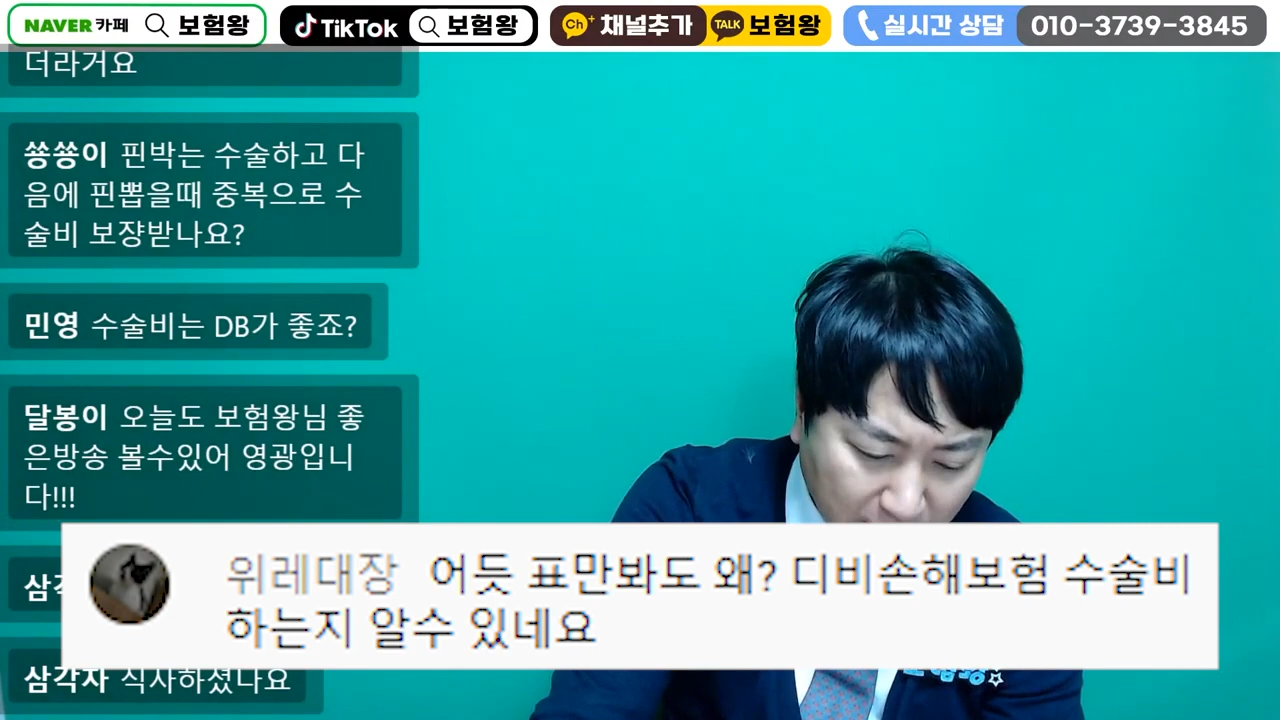 NAVER 카페 보험왕
TikTok 보험왕
Ch+ 채널추가 TALK 보험왕
실시간 상담 010-3739-3845
더라거요
쏭쏭이 핀박는 수술하고 다
음에 핀뽑을때 중복으로 수
술비 보쟝받나요?
민영 수술비는 DB가 좋죠?
달봉이 오늘도 보험왕님 좋
은방송 볼수있어 영광입니
다!!!
위레대장 어듯 표만봐도 왜? 디비손해보험 수술비
하는지 알수 있네요
삼각자 식사하셨나요
보험왕